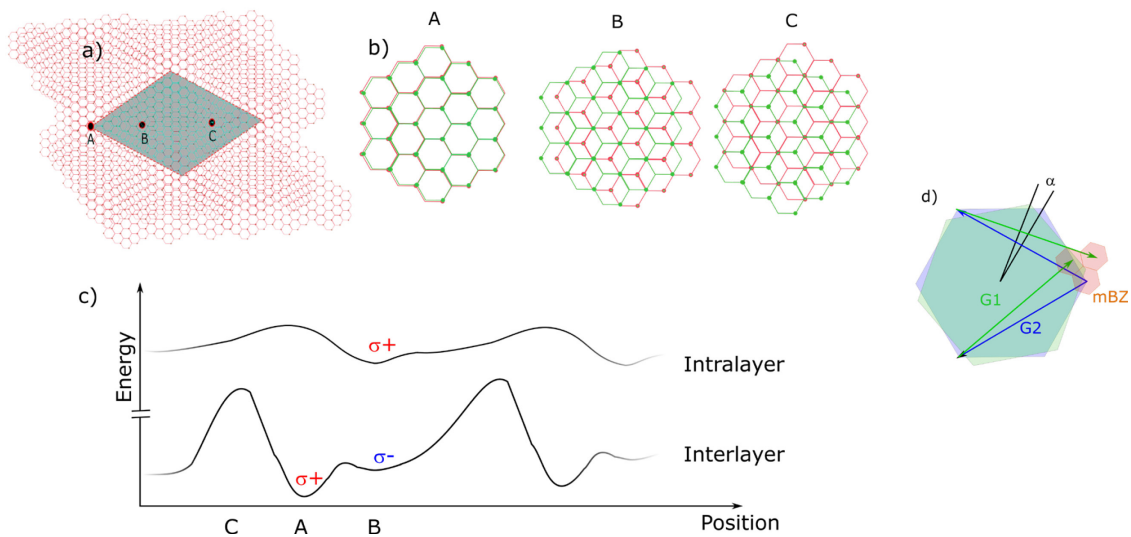 a)
A
B
C
b)
A
B
C
d)
α
G1
G2
mBZ
c)
Energy
σ+
Intralayer
σ+
σ-
Interlayer
C
A
B
Position